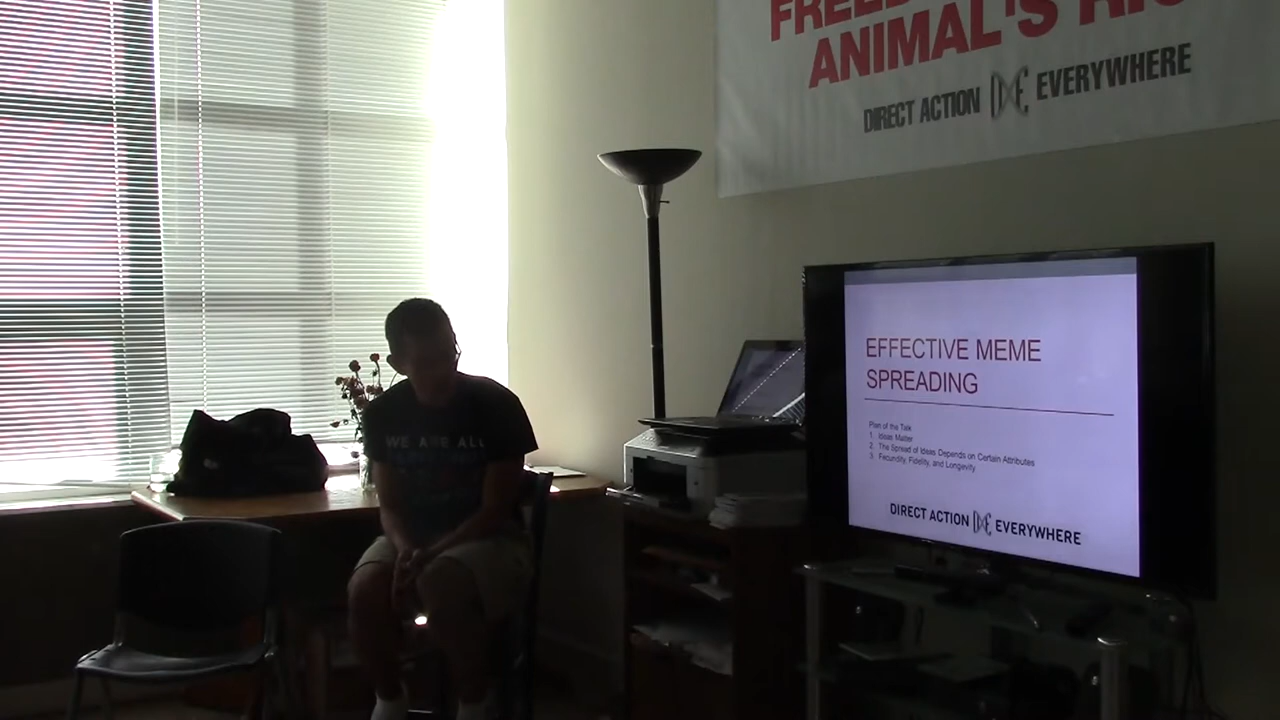 ANIMAL'S
DIRECT ACTION EVERYWHERE
EFFECTIVE MEME
SPREADING
Plan of the Talk
1. Ideas Matter
2. The Spread of Ideas Depends on Certain Attributes
3. Fecundity, Fidelity, and Longevity
DIRECT ACTION EVERYWHERE
WE ARE ALL